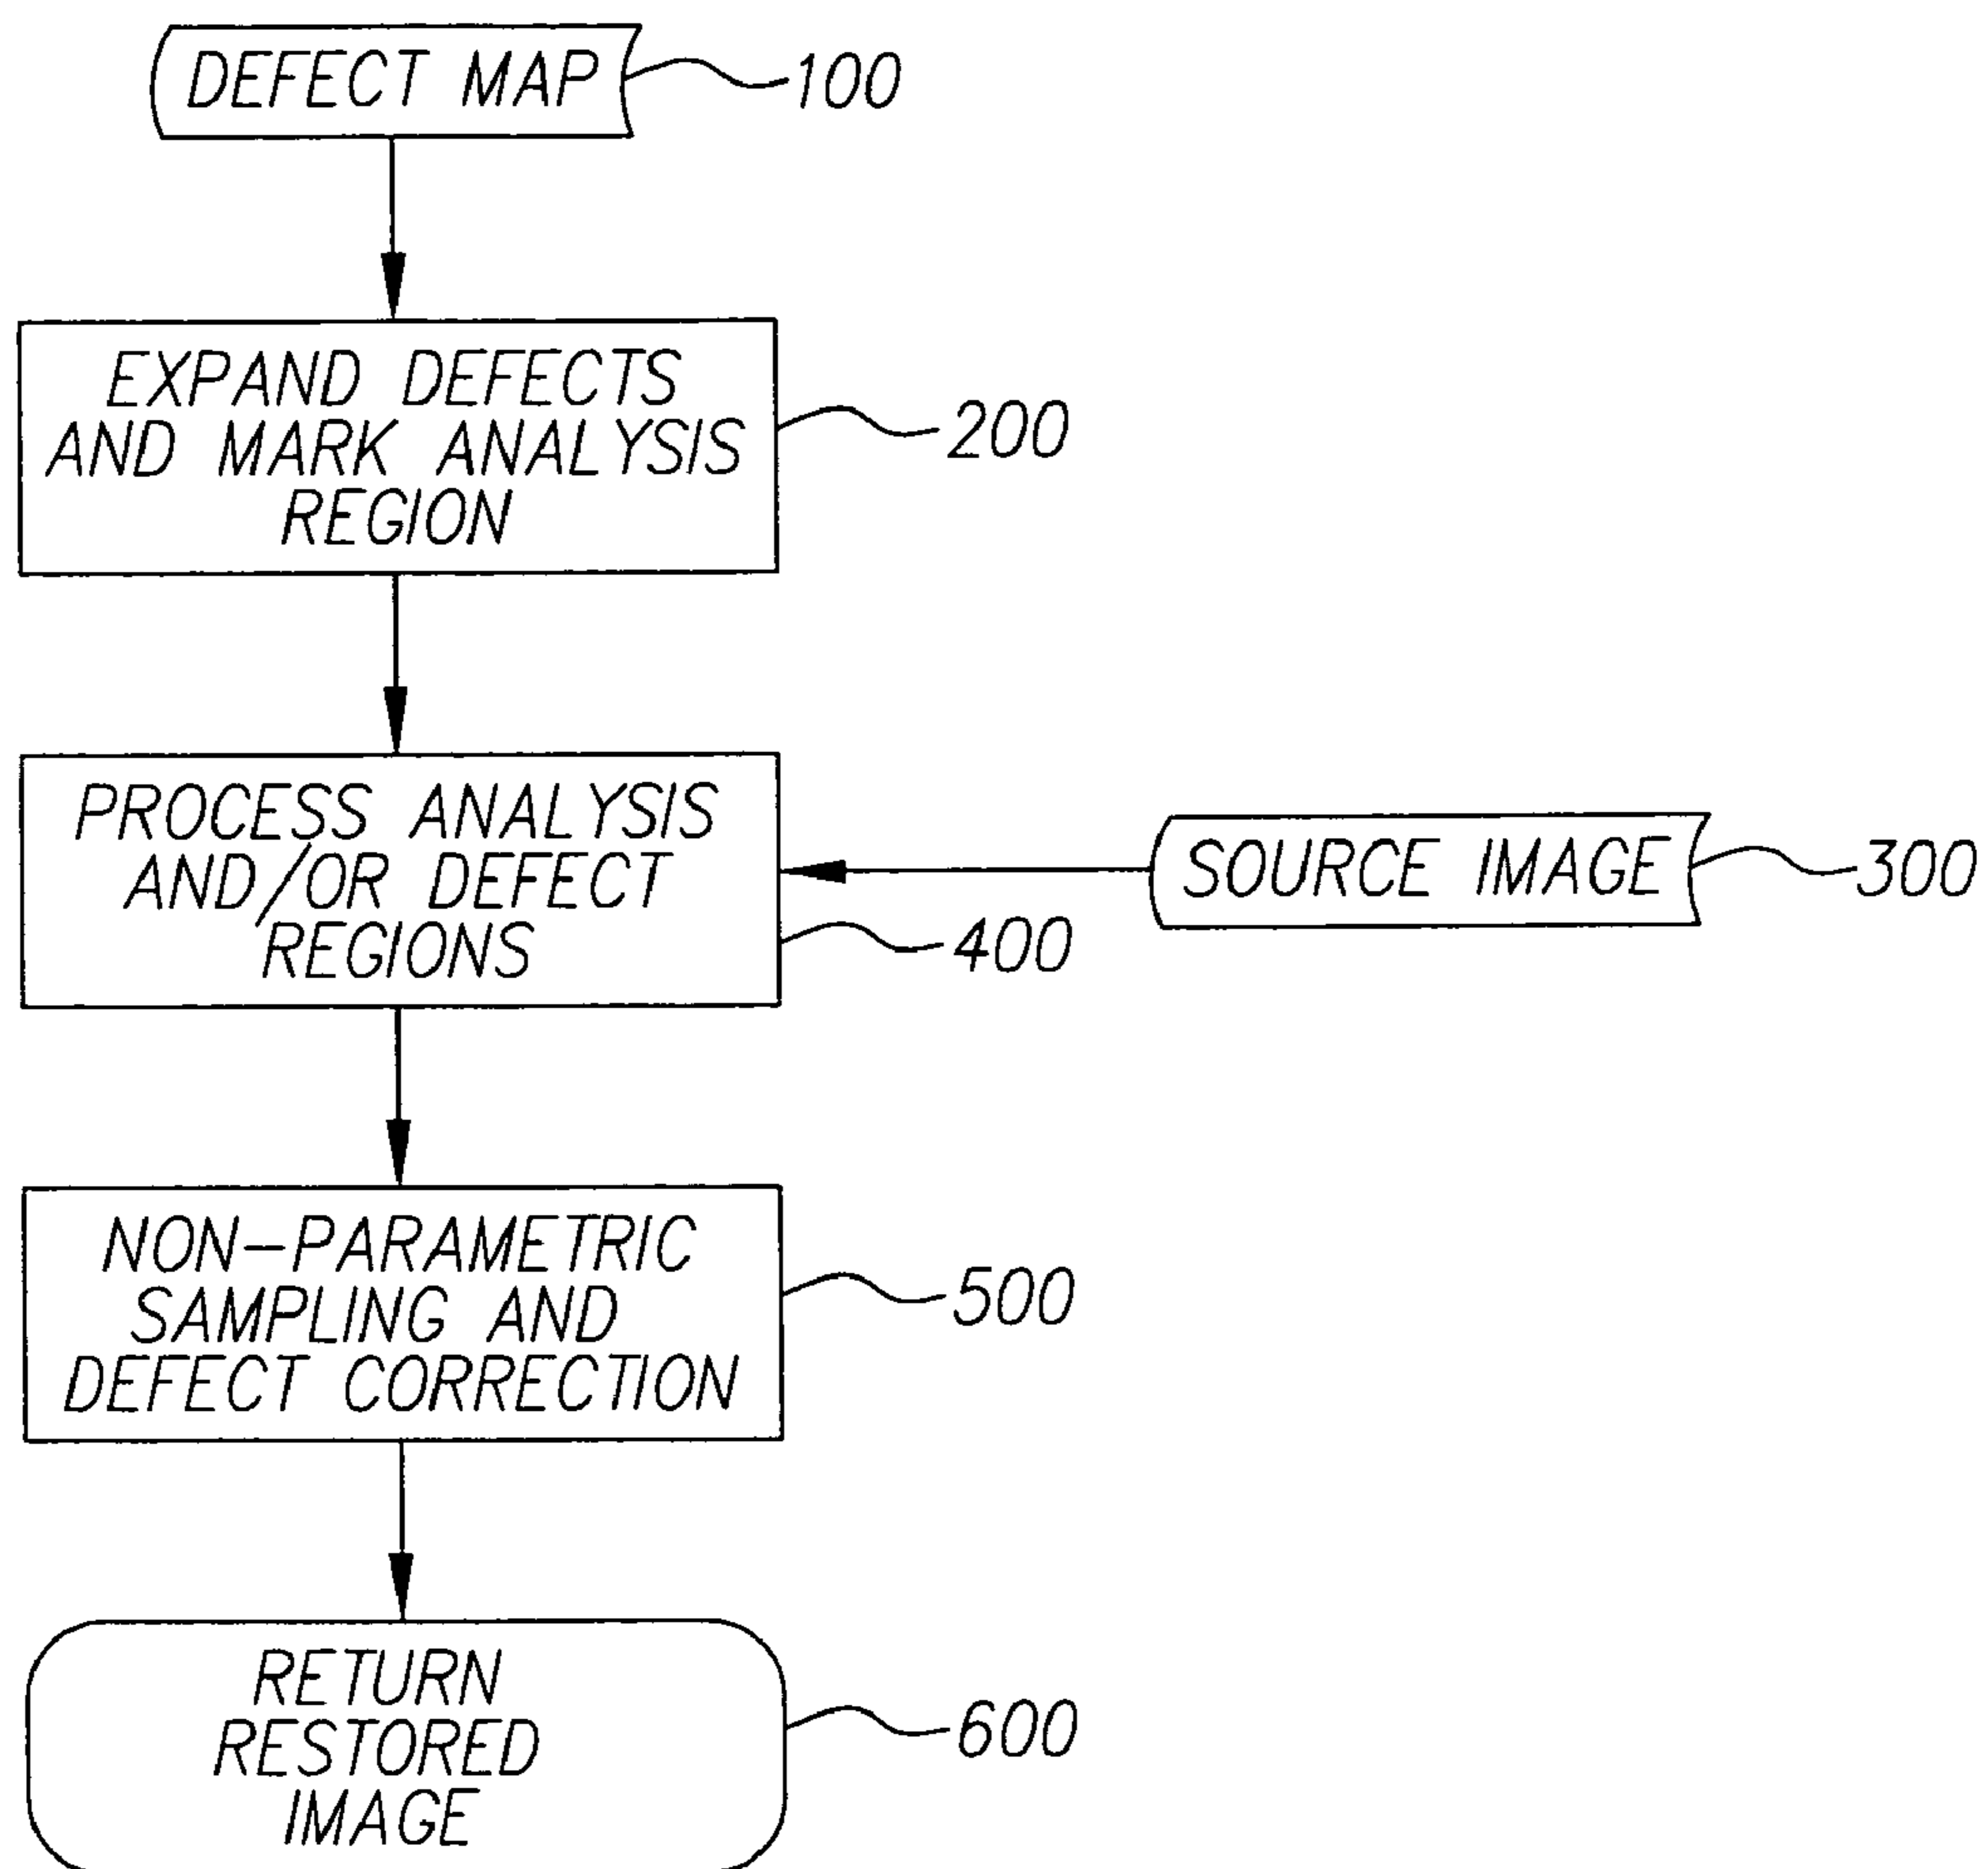 DEFECT MAP
100
EXPAND DEFECTS
AND MARK ANALYSIS
REGION
200
PROCESS ANALYSIS
AND/OR DEFECT
REGIONS
400
SOURCE IMAGE
300
NON-PARAMETRIC
SAMPLING AND
DEFECT CORRECTION
500
RETURN
RESTORED
IMAGE
600